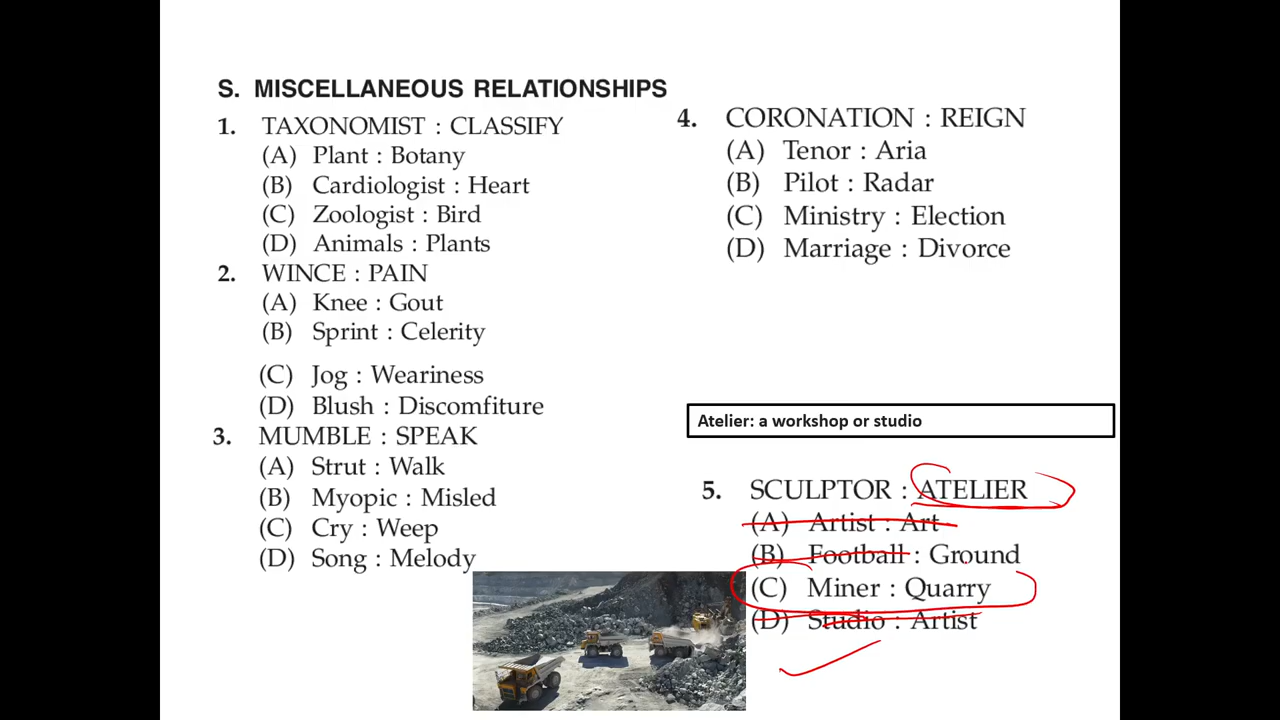 S. MISCELLANEOUS RELATIONSHIPS
1. TAXONOMIST : CLASSIFY
(A) Plant : Botany
(B) Cardiologist : Heart
(C) Zoologist : Bird
(D) Animals : Plants
2. WINCE : PAIN
(A) Knee : Gout
(B) Sprint : Celerity
(C) Jog : Weariness
(D) Blush : Discomfiture
3. MUMBLE : SPEAK
(A) Strut : Walk
(B) Myopic : Misled
(C) Cry : Weep
(D) Song : Melody
4. CORONATION : REIGN
(A) Tenor : Aria
(B) Pilot : Radar
(C) Ministry : Election
(D) Marriage : Divorce
Atelier: a workshop or studio
5. SCULPTOR : ATELIER
(A) Artist : Art
(B) Football : Ground
(C) Miner : Quarry
(D) Studio : Artist